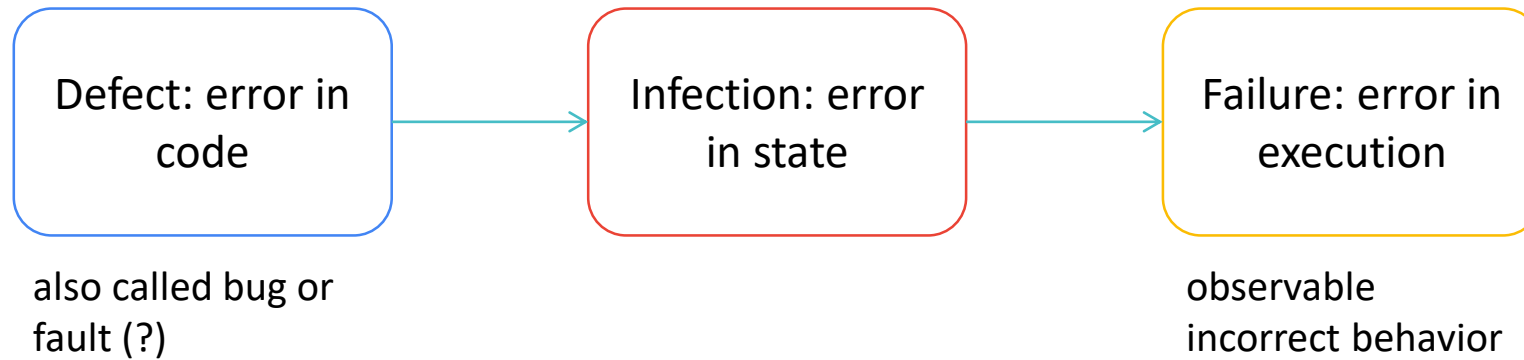 Defect: error in
code
Infection: error
in state
Failure: error in
execution
also called bug or
fault (?)
observable
incorrect behavior